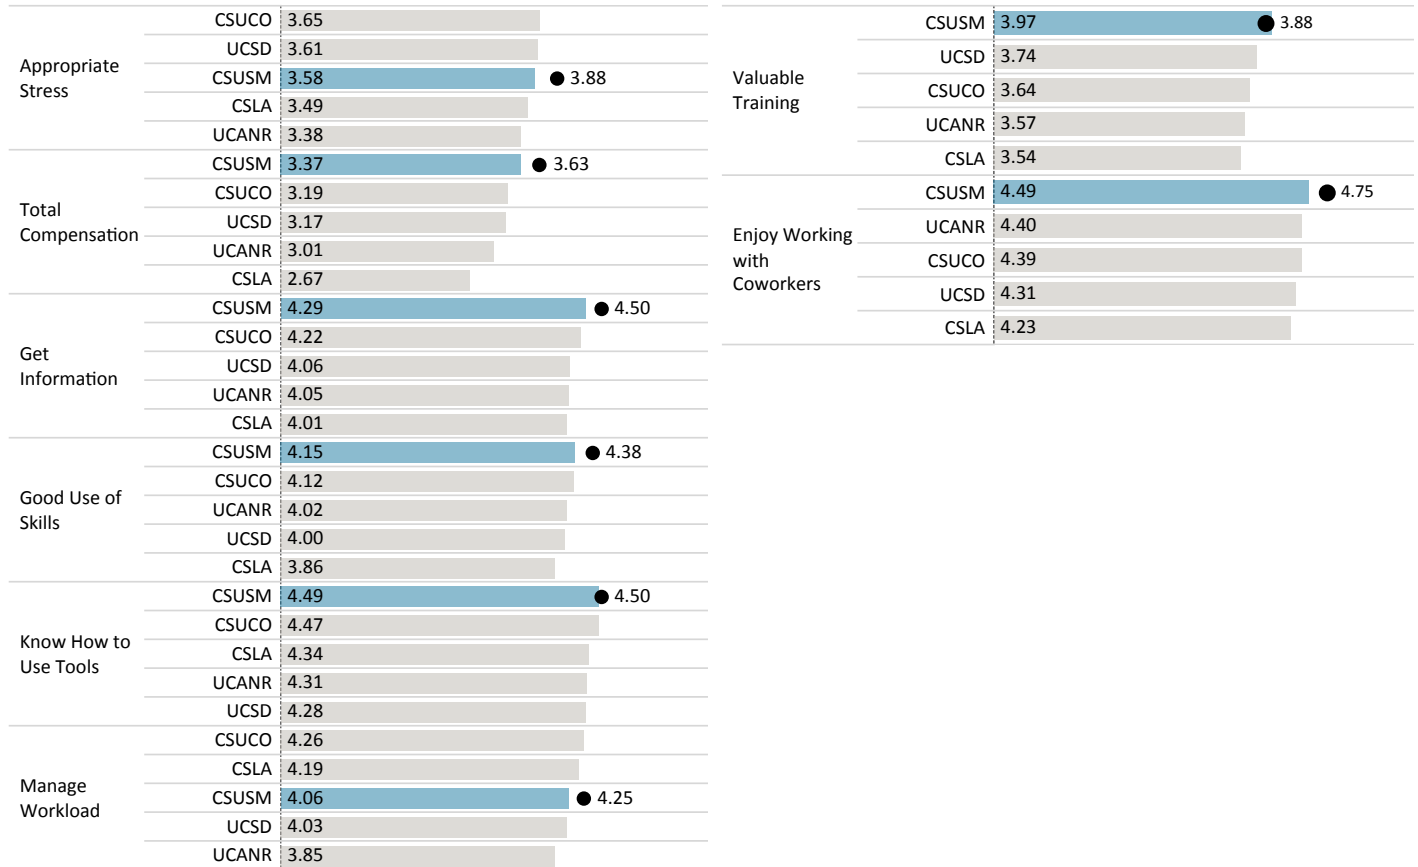 Appropriate
Stress
CSUCO 3.65
UCSD 3.61
CSUSM 3.58 3.88
CSLA 3.49
UCANR 3.38
Total
Compensation
CSUSM 3.37 3.63
CSUCO 3.19
UCSD 3.17
UCANR 3.01
CSLA 2.67
Get
Information
CSUSM 4.29 4.50
CSUCO 4.22
UCSD 4.06
UCANR 4.05
CSLA 4.01
Good Use of
Skills
CSUSM 4.15 4.38
CSUCO 4.12
UCANR 4.02
UCSD 4.00
CSLA 3.86
Know How to
Use Tools
CSUSM 4.49 4.50
CSUCO 4.47
CSLA 4.34
UCANR 4.31
UCSD 4.28
Manage
Workload
CSUCO 4.26
CSLA 4.19
CSUSM 4.06 4.25
UCSD 4.03
UCANR 3.85
Valuable
Training
CSUSM 3.97 3.88
UCSD 3.74
CSUCO 3.64
UCANR 3.57
CSLA 3.54
Enjoy Working
with
Coworkers
CSUSM 4.49 4.75
UCANR 4.40
CSUCO 4.39
UCSD 4.31
CSLA 4.23